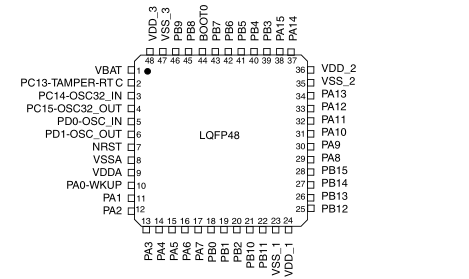 VDD_3
VSS_3
PB9
PB8
BOOT0
PB7
PB6
PB5
PB4
PB3
PA15
PA14
48 47 46 45 44 43 42 41 40 39 38 37
VBAT 1
PC13-TAMPER-RTC 2
PC14-OSC32_IN 3
PC15-OSC32_OUT 4
PD0-OSC_IN 5
PD1-OSC_OUT 6
NRST 7
VSSA 8
VDDA 9
PA0-WKUP 10
PA1 11
PA2 12
LQFP48
36 VDD_2
35 VSS_2
34 PA13
33 PA12
32 PA11
31 PA10
30 PA9
29 PA8
28 PB15
27 PB14
26 PB13
25 PB12
13 14 15 16 17 18 19 20 21 22 23 24
PA3
PA4
PA5
PA6
PA7
PB0
PB1
PB2
PB10
PB11
VSS_1
VDD_1